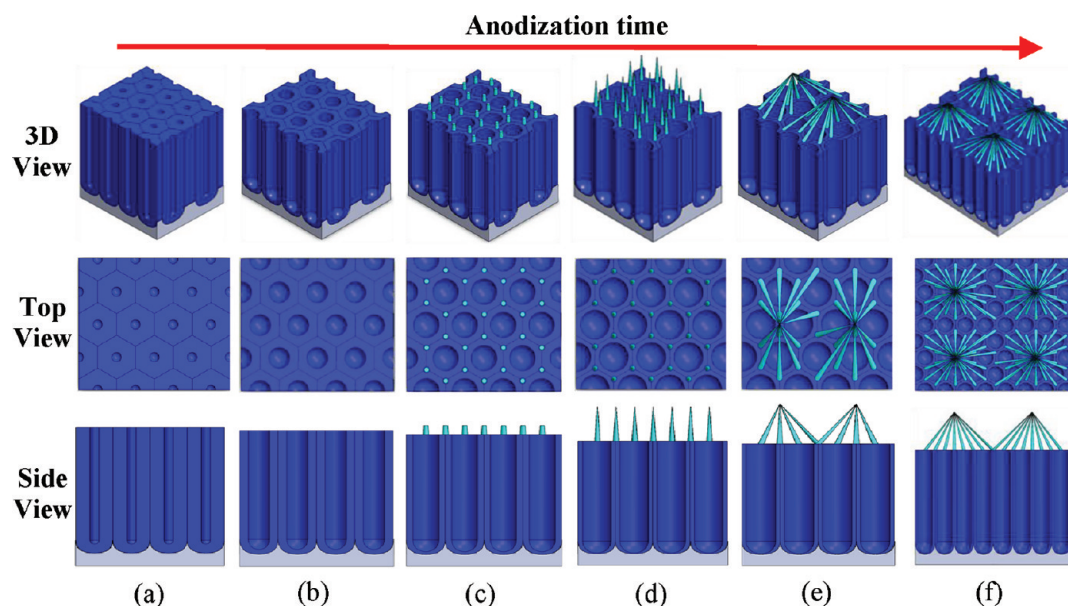 Anodization time
3D
View
Top
View
Side
View
(a) (b) (c) (d) (e) (f)